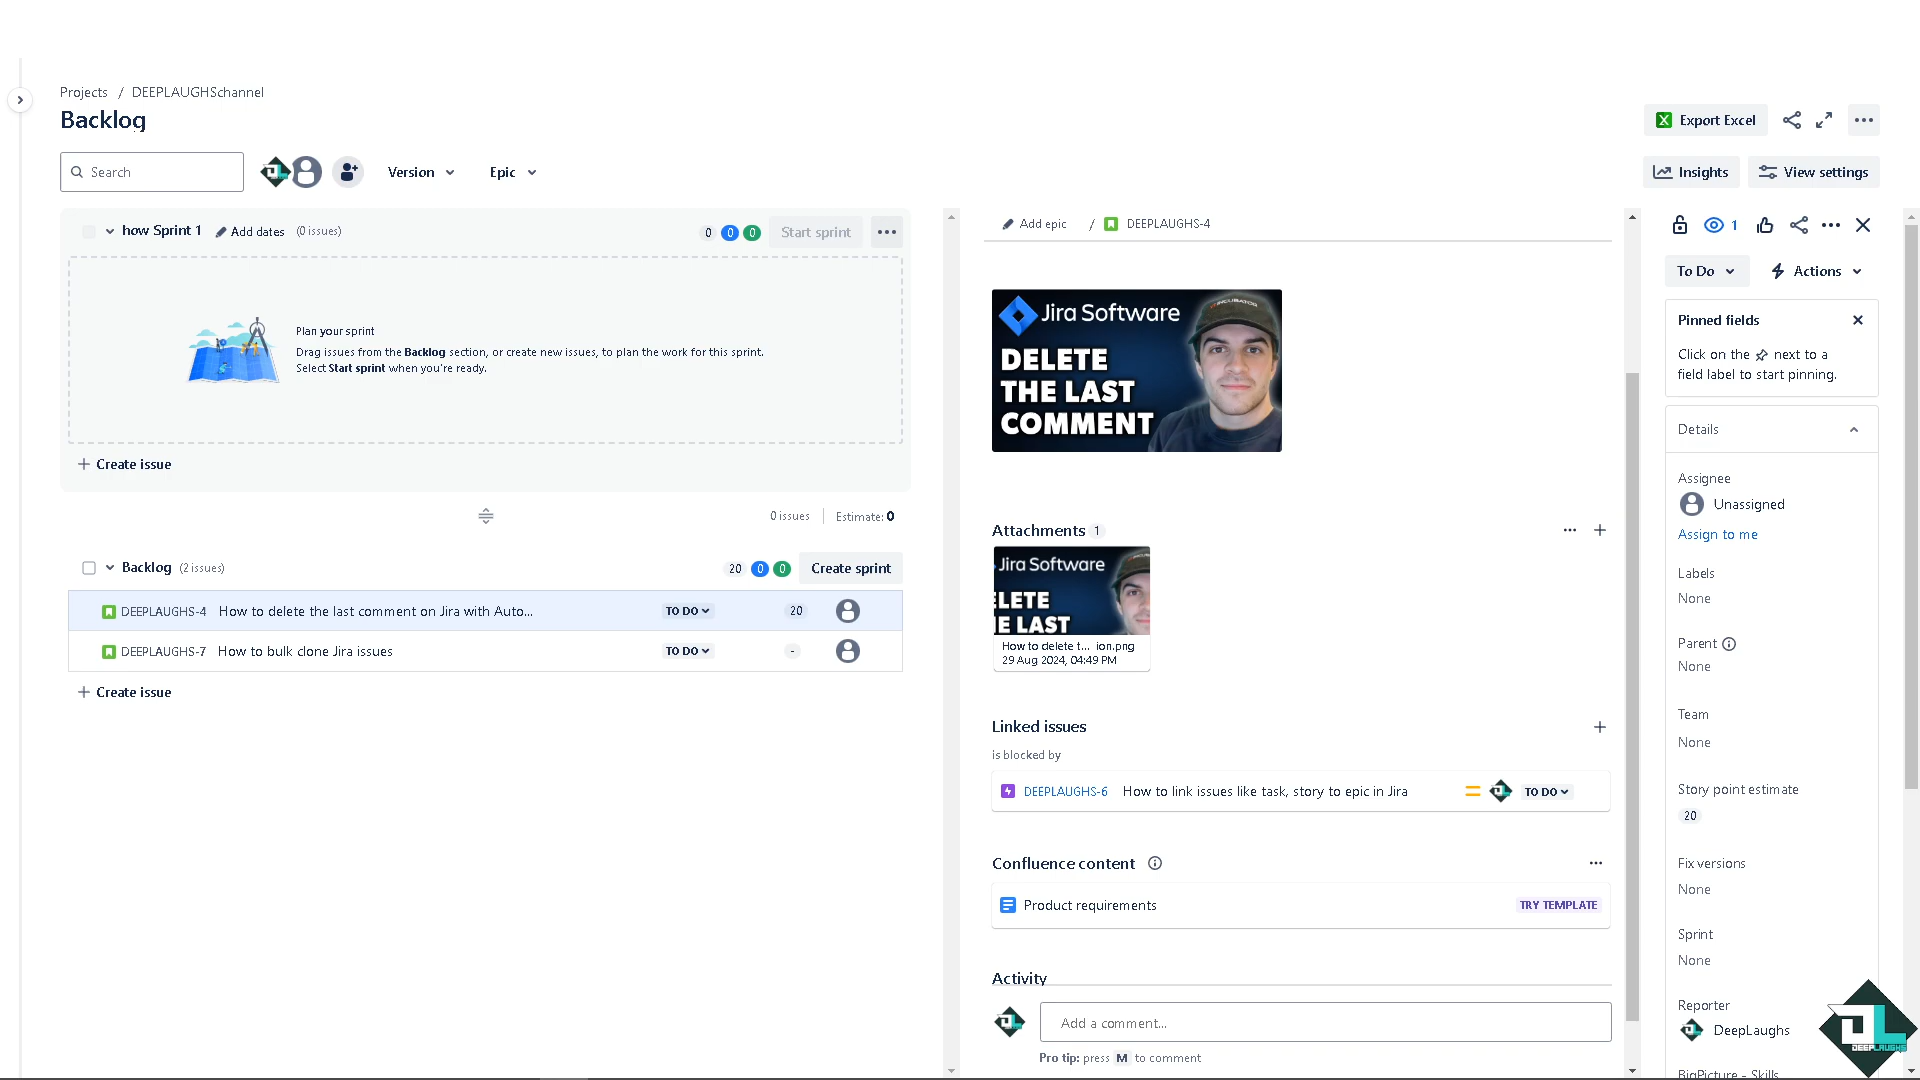 Projects / DEEPLAUGHSchannel
Backlog
Export Excel
Search
Version
Epic
Insights
View settings
how Sprint 1 Add dates (0 issues)
0 0 0 Start sprint
Plan your sprint
Drag issues from the Backlog section, or create new issues, to plan the work for this sprint.
Select Start sprint when you're ready.
+ Create issue
0 issues Estimate: 0
Backlog (2 issues)
20 0 0 Create sprint
DEEPLAUGHS-4 How to delete the last comment on Jira with Auto... TO DO 20
DEEPLAUGHS-7 How to bulk clone Jira issues TO DO -
+ Create issue
Add epic / DEEPLAUGHS-4
Jira Software
INCUBATOR
DELETE
THE LAST
COMMENT
Attachments 1
Jira Software
LETE
E LAST
How to delete t... ion.png
29 Aug 2024, 04:49 PM
Linked issues
is blocked by
DEEPLAUGHS-6 How to link issues like task, story to epic in Jira TO DO
Confluence content
Product requirements TRY TEMPLATE
Activity
Add a comment...
Pro tip: press M to comment
1
To Do
Actions
Pinned fields
Click on the next to a
field label to start pinning.
Details
Assignee
Unassigned
Assign to me
Labels
None
Parent
None
Team
None
Story point estimate
20
Fix versions
None
Sprint
None
Reporter
DeepLaughs
BigPicture - Skills
DEEPLAUGHS